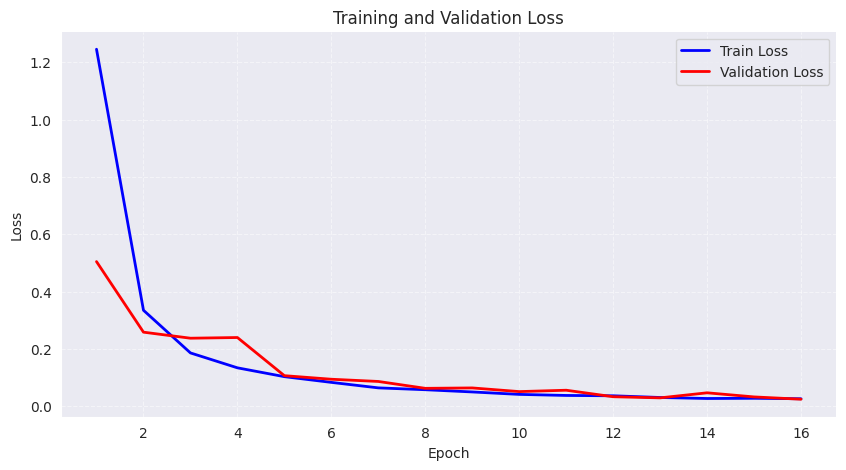 Training and Validation Loss
Train Loss
Validation Loss
1.2
1.0
0.8
0.6
0.4
0.2
0.0
Loss
2 4 6 8 10 12 14 16
Epoch